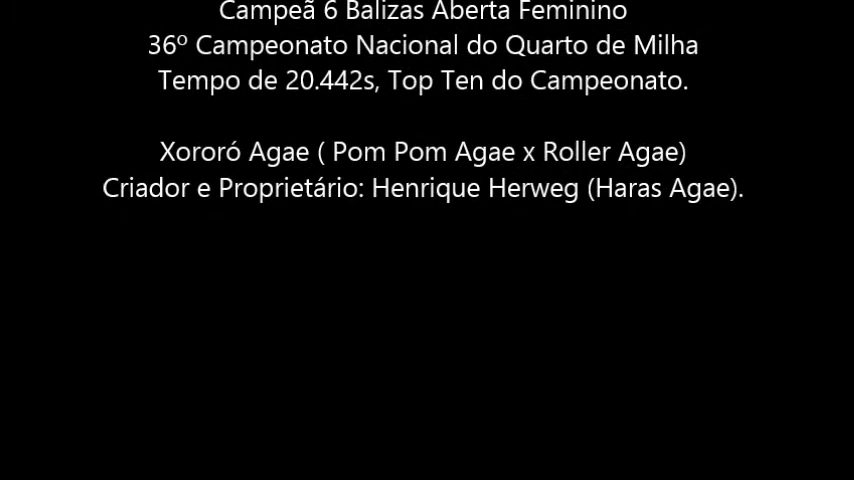 Campeã 6 Balizas Aberta Feminino
36º Campeonato Nacional do Quarto de Milha
Tempo de 20.442s, Top Ten do Campeonato.
Xororó Agae ( Pom Pom Agae x Roller Agae)
Criador e Proprietário: Henrique Herweg (Haras Agae).